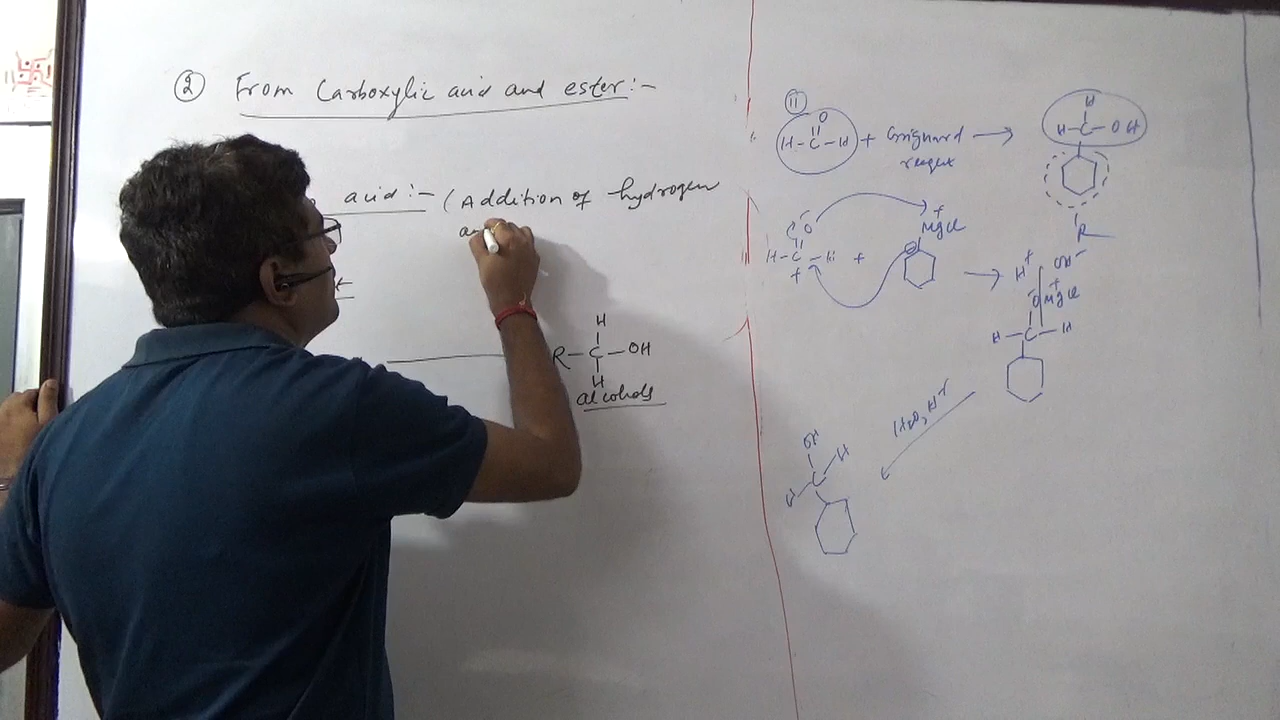 ② From Carboxylic acid and ester:-
acid:- (Addition of hydrogen
H
R-C-OH
H
alcohols
(ii)
O
H-C-H + Grignard
reagent
H
H-C-OH
R
O
H-C-H +
MgCl
H+
OH-
O MgCl
H-C-H
H2O, H+
OH
H
C
H